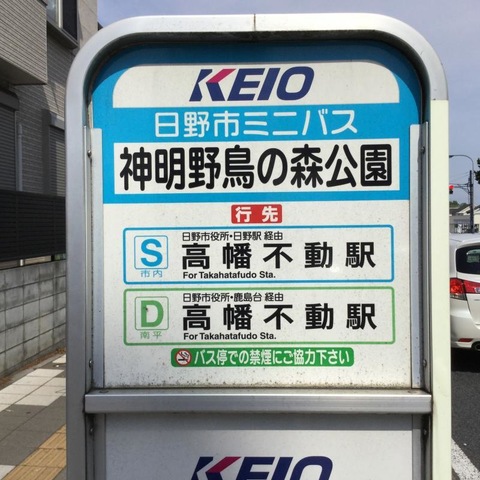 KEIO
日野市ミニバス
神明野鳥の森公園
行先
S
市内
日野市役所・日野駅 経由
高幡不動駅
For Takahatafudo Sta.
D
南平
日野市役所・鹿島台 経由
高幡不動駅
For Takahatafudo Sta.
バス停での禁煙にご協力下さい
KEIO